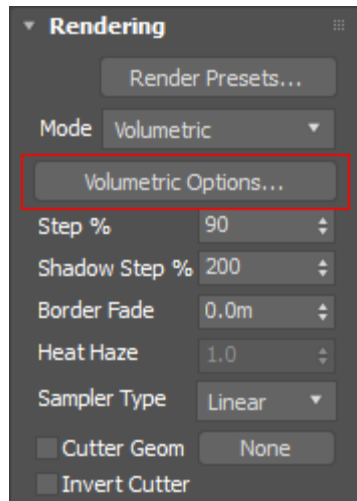 Rendering
Render Presets...
Mode Volumetric
Volumetric Options...
Step % 90
Shadow Step % 200
Border Fade 0.0m
Heat Haze 1.0
Sampler Type Linear
Cutter Geom None
Invert Cutter